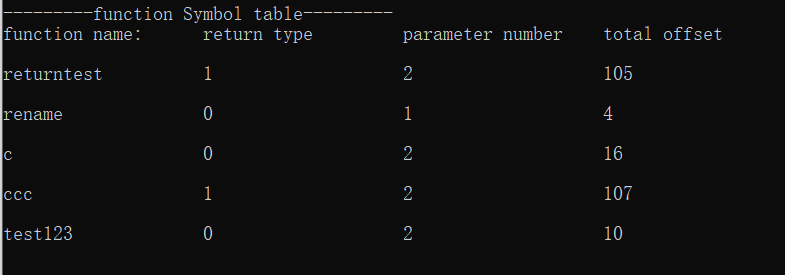 ---------function Symbol table---------
function name: return type parameter number total offset
returntest 1 2 105
rename 0 1 4
c 0 2 16
ccc 1 2 107
test123 0 2 10